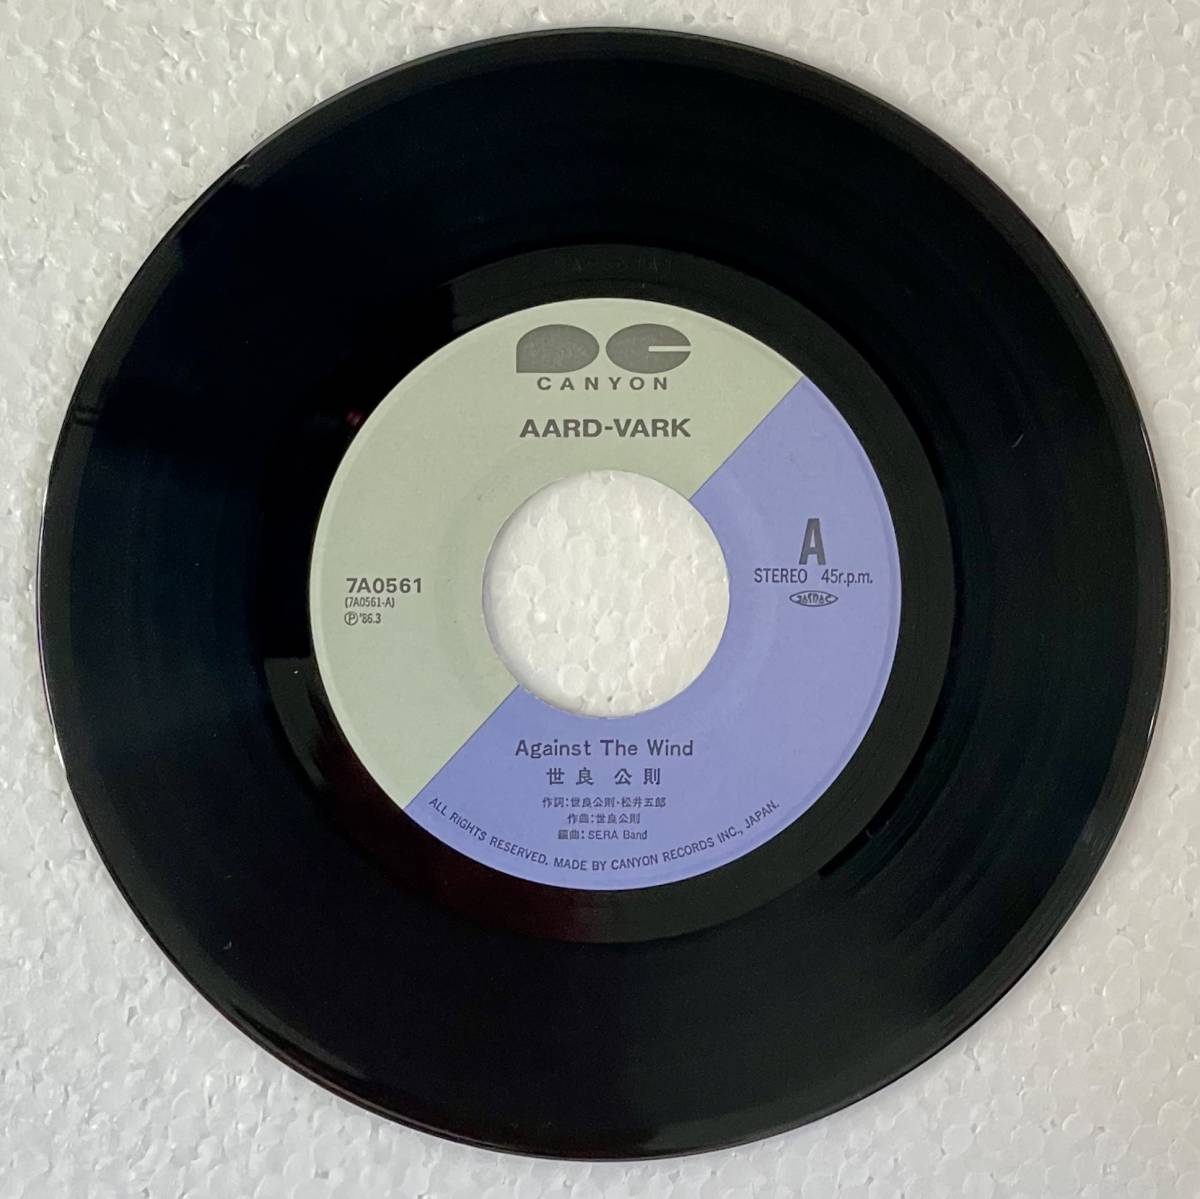 CANYON
AARD-VARK
A
STEREO 45r.p.m.
JASRAC
7A0561
(7A0561-A)
Ⓟ'86.3
Against The Wind
世良 公則
作詞:世良公則・松井五郎
作曲:世良公則
編曲:SERA Band
ALL RIGHTS RESERVED. MADE BY CANYON RECORDS INC., JAPAN.